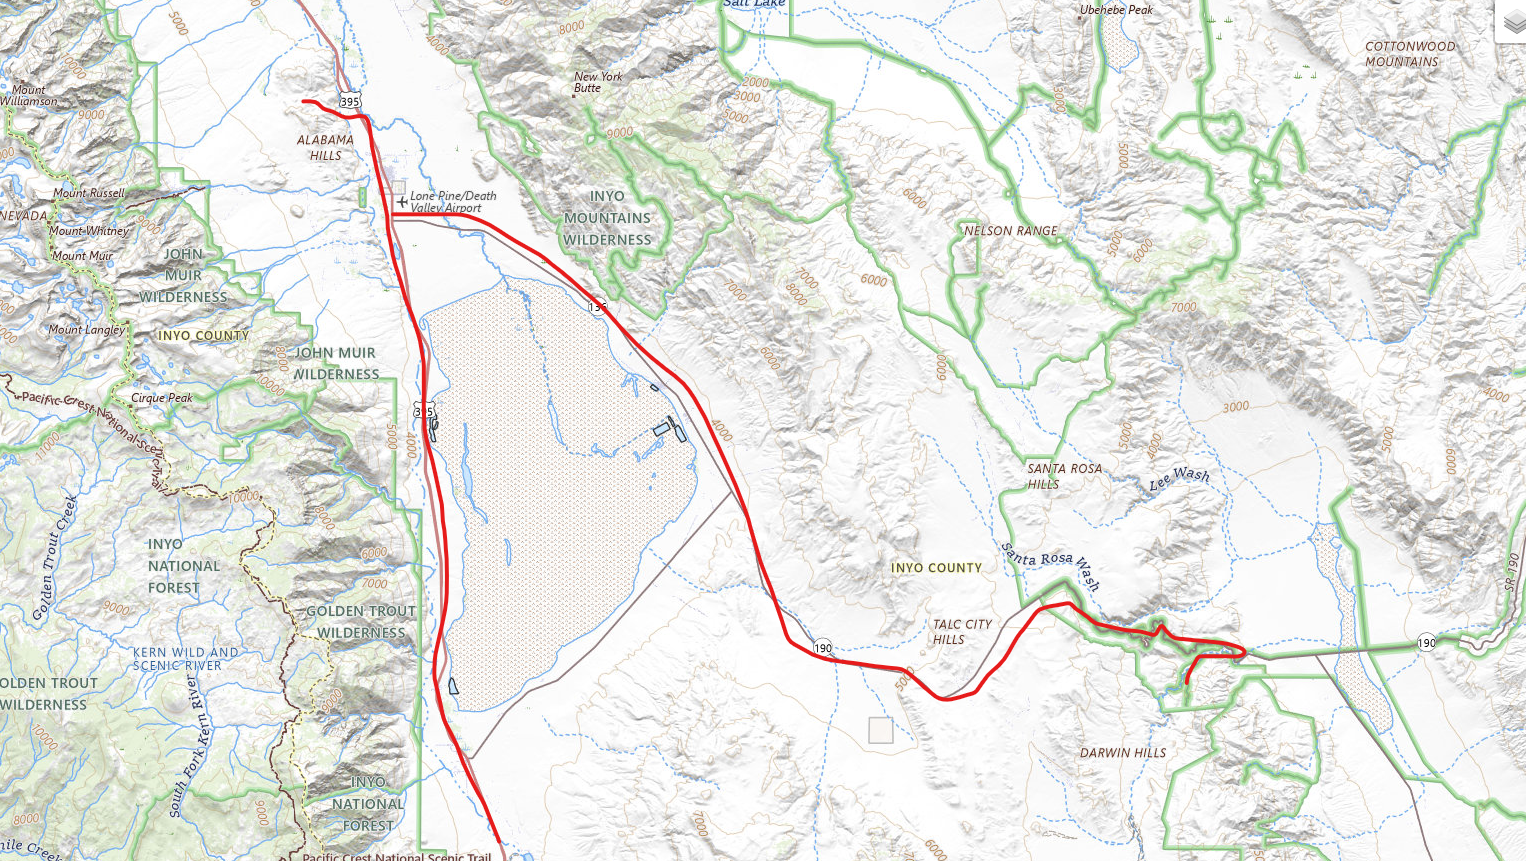 Salt Lake
Ubehebe Peak
COTTONWOOD
MOUNTAINS
5000
8000
4000
10000
New York
Butte
2000
3000
5000
3000
Mount
Williamson
9000
395
ALABAMA
HILLS
9000
5000
Mount Russell
Lone Pine/Death
Valley Airport
INYO
MOUNTAINS
WILDERNESS
6000
NEVADA
9000
Mount Whitney
NELSON RANGE
5000
6000
Mount Muir
JOHN
MUIR
WILDERNESS
7000
7000
8000
6000
136
7000
Mount Langley
INYO COUNTY
8000
JOHN MUIR
WILDERNESS
6000
6000
10000
4000
Pacific Crest National Scenic Trail
Cirque Peak
395
3000
11000
5000
4000
4000
5000
4000
5000
6000
SANTA ROSA
HILLS
Lee Wash
10000
8000
Golden Trout Creek
INYO
NATIONAL
FOREST
6000
7000
Santa Rosa Wash
INYO COUNTY
SR 190
9000
GOLDEN TROUT
WILDERNESS
TALC CITY
HILLS
190
190
KERN WILD AND
SCENIC RIVER
5000
OLDEN TROUT
WILDERNESS
9000
South Fork Kern River
10000
DARWIN HILLS
INYO
NATIONAL
FOREST
8000
9000
7000
6000
mile Creek
Pacific Crest National Scenic Trail